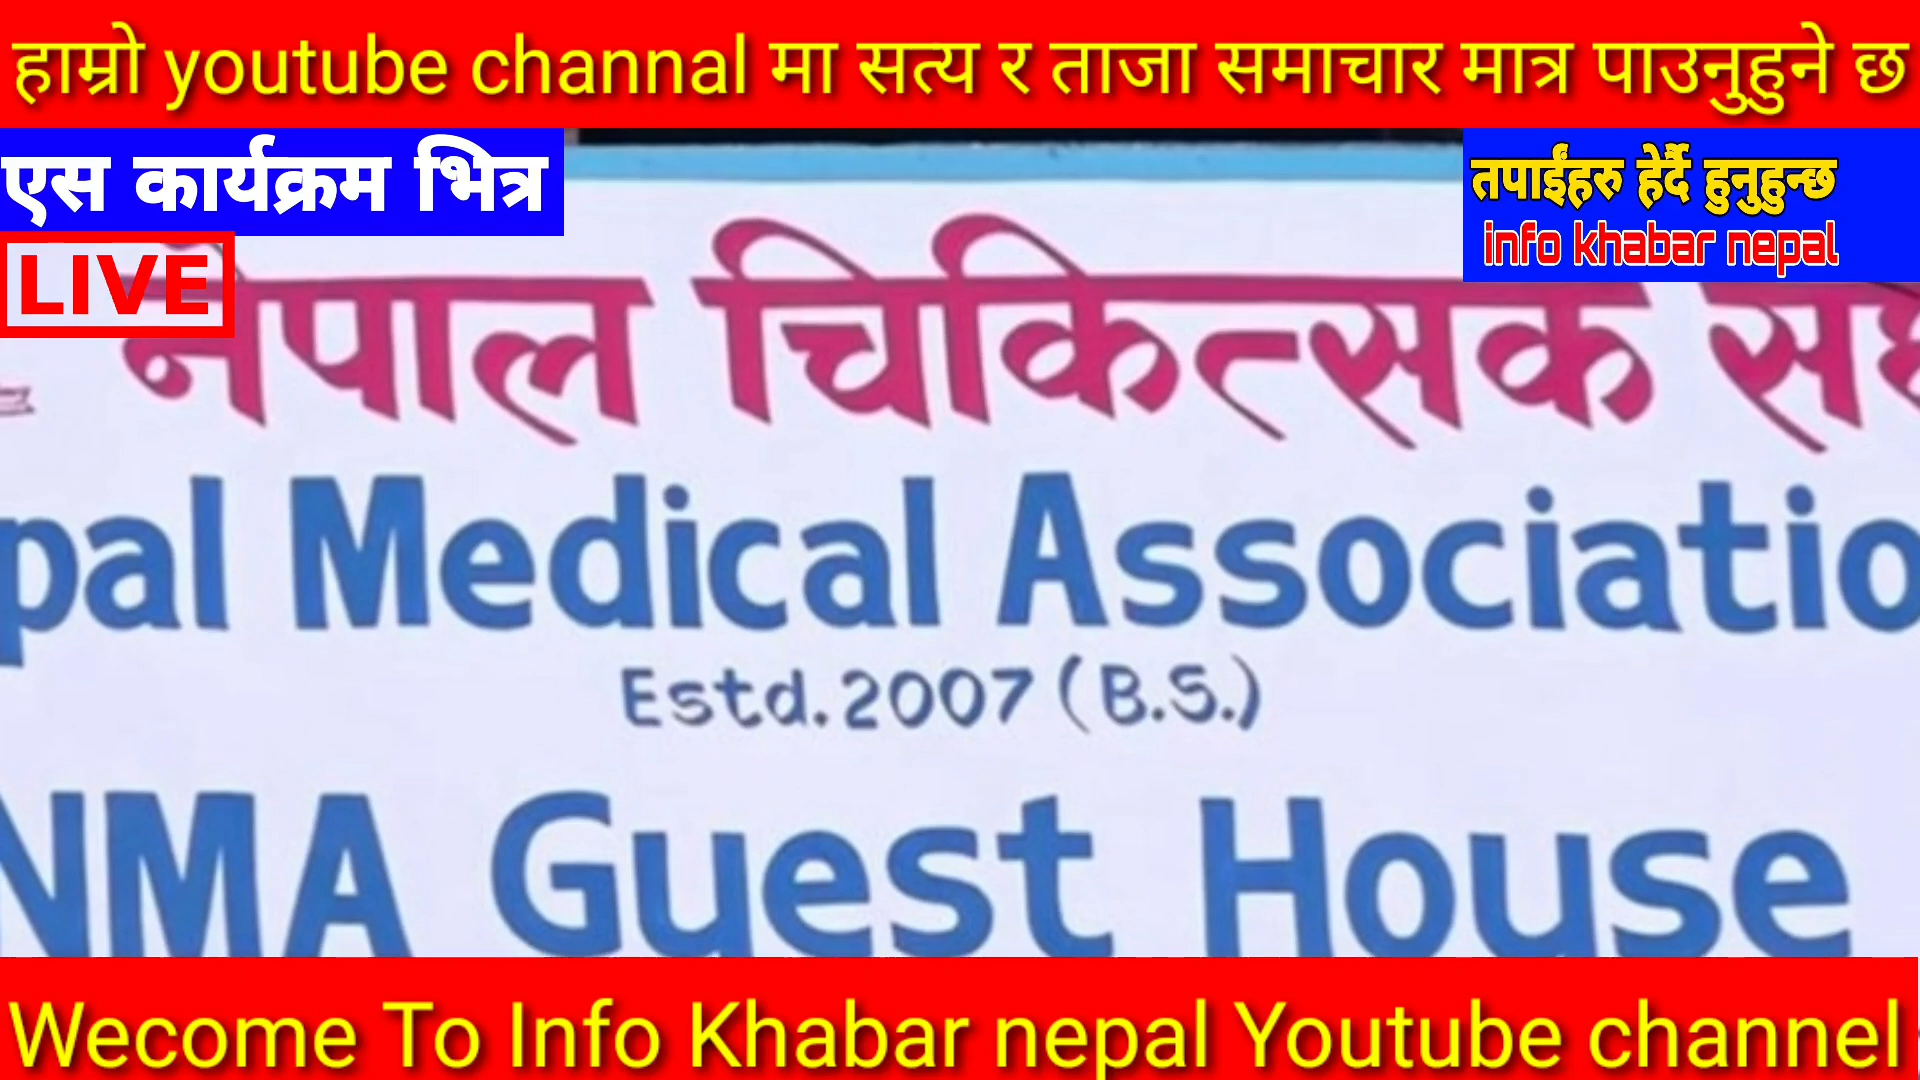 हाम्रो youtube channal मा सत्य र ताजा समाचार मात्र पाउनुहुने छ
एस कार्यक्रम भित्र
तपाईंहरु हेर्दै हुनुहुन्छ
info khabar nepal
LIVE
नेपाल चिकित्सक
pal Medical Associatio
Estd.2007 (B.S.)
NMA Guest House
Wecome To Info Khabar nepal Youtube channel